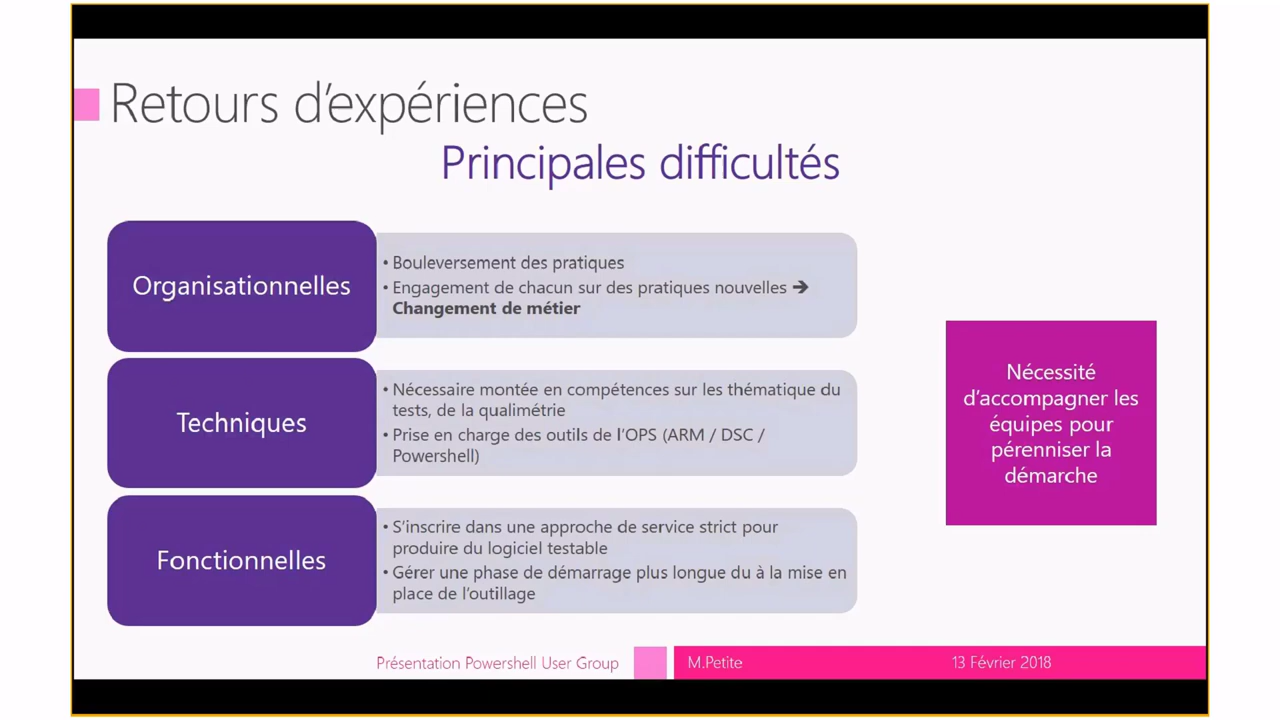 Retours d'expériences
Principales difficultés
Organisationnelles
• Bouleversement des pratiques
• Engagement de chacun sur des pratiques nouvelles →
Changement de métier
Techniques
• Nécessaire montée en compétences sur les thématique du
tests, de la qualimétrie
• Prise en charge des outils de l'OPS (ARM / DSC /
Powershell)
Fonctionnelles
• S'inscrire dans une approche de service strict pour
produire du logiciel testable
• Gérer une phase de démarrage plus longue du à la mise en
place de l'outillage
Nécessité
d'accompagner les
équipes pour
pérenniser la
démarche
Présentation Powershell User Group
M.Petite
13 Février 2018